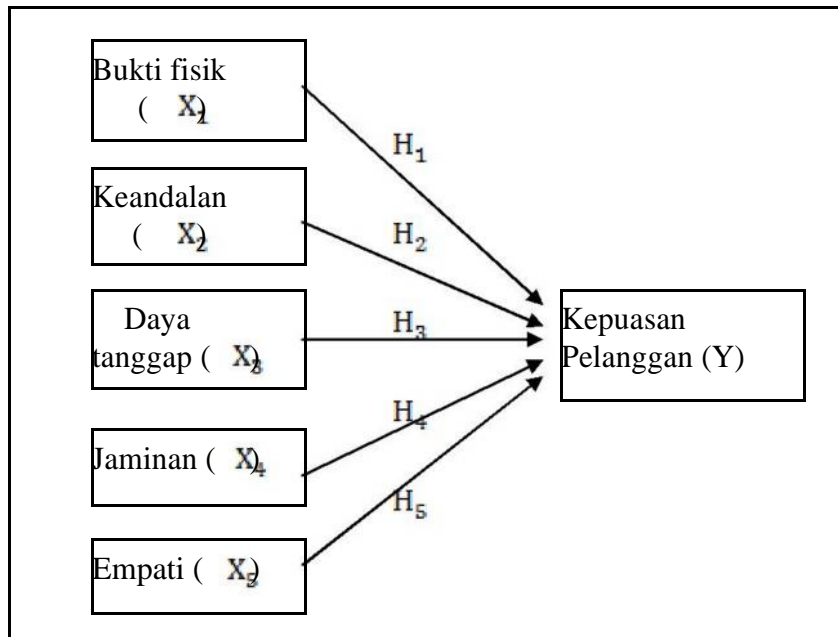 Bukti fisik
( X₁)
H₁
Keandalan
( X₂)
H₂
Daya
tanggap ( X₃)
H₃
Kepuasan
Pelanggan (Y)
Jaminan ( X₄)
H₄
Empati ( X₅)
H₅